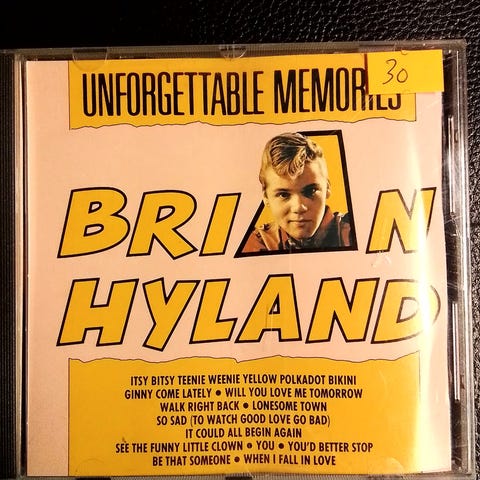 UNFORGETTABLE MEMORIES
30
BRIAN
HYLAND
ITSY BITSY TEENIE WEENIE YELLOW POLKADOT BIKINI
GINNY COME LATELY • WILL YOU LOVE ME TOMORROW
WALK RIGHT BACK • LONESOME TOWN
SO SAD (TO WATCH GOOD LOVE GO BAD)
IT COULD ALL BEGIN AGAIN
SEE THE FUNNY LITTLE CLOWN • YOU • YOU'D BETTER STOP
BE THAT SOMEONE • WHEN I FALL IN LOVE